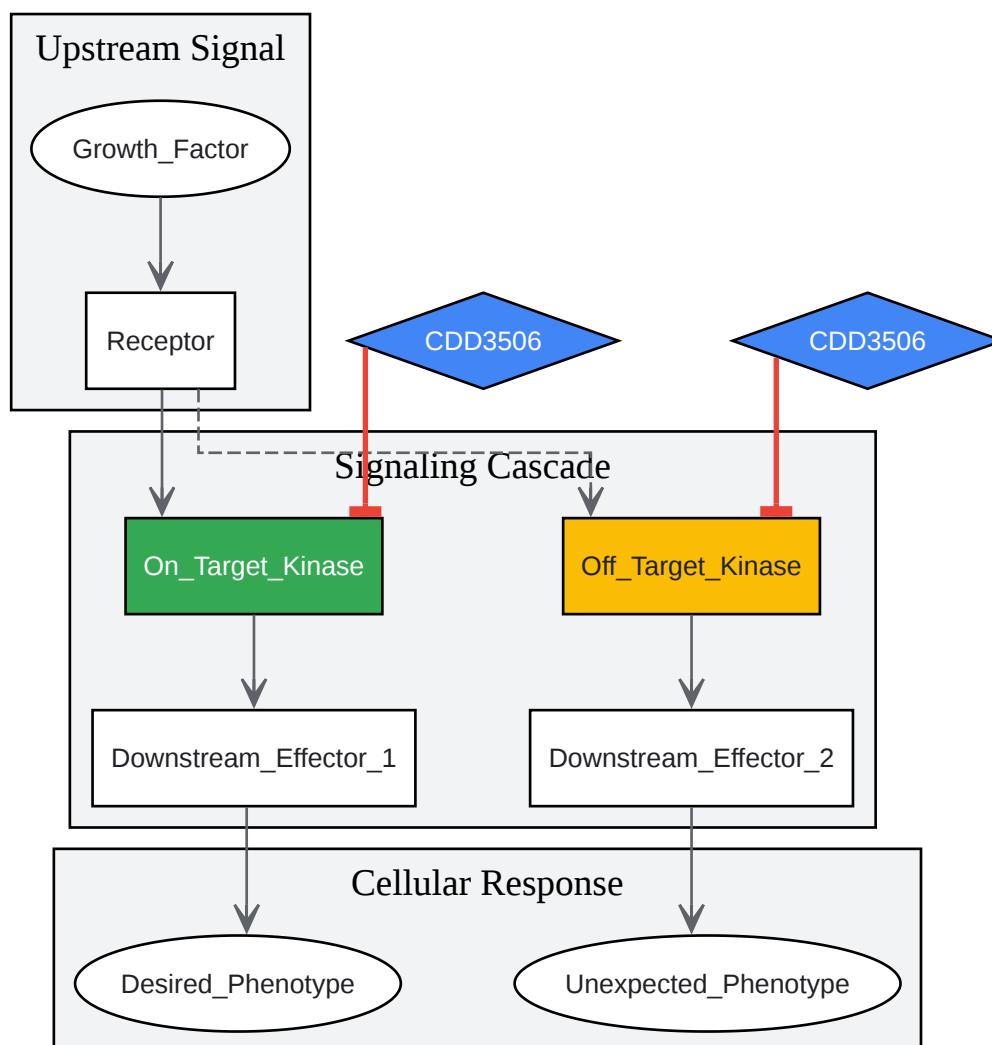 Upstream Signal
Growth_Factor
Receptor
CDD3506
CDD3506
Signaling Cascade
On_Target_Kinase
Off_Target_Kinase
Downstream_Effector_1
Downstream_Effector_2
Cellular Response
Desired_Phenotype
Unexpected_Phenotype